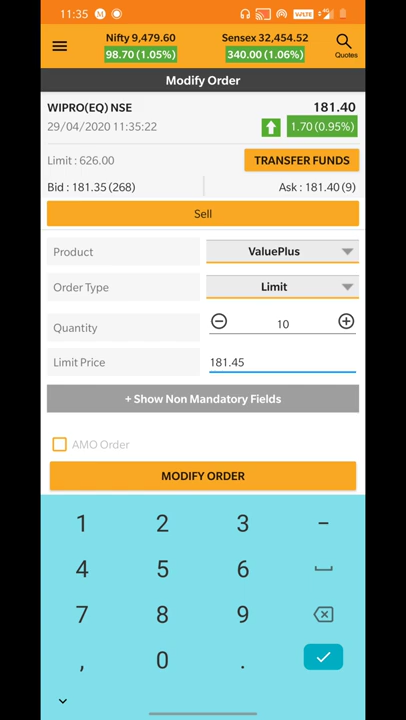 11:35
VoLTE
Nifty 9,479.60
98.70 (1.05%)
Sensex 32,454.52
340.00 (1.06%)
Quotes
Modify Order
WIPRO(EQ) NSE
181.40
29/04/2020 11:35:22
1.70 (0.95%)
Limit : 626.00
TRANSFER FUNDS
Bid : 181.35 (268)
Ask : 181.40 (9)
Sell
Product
ValuePlus
Order Type
Limit
Quantity
10
Limit Price
181.45
+ Show Non Mandatory Fields
AMO Order
MODIFY ORDER
1 2 3 −
4 5 6
7 8 9
, 0 .